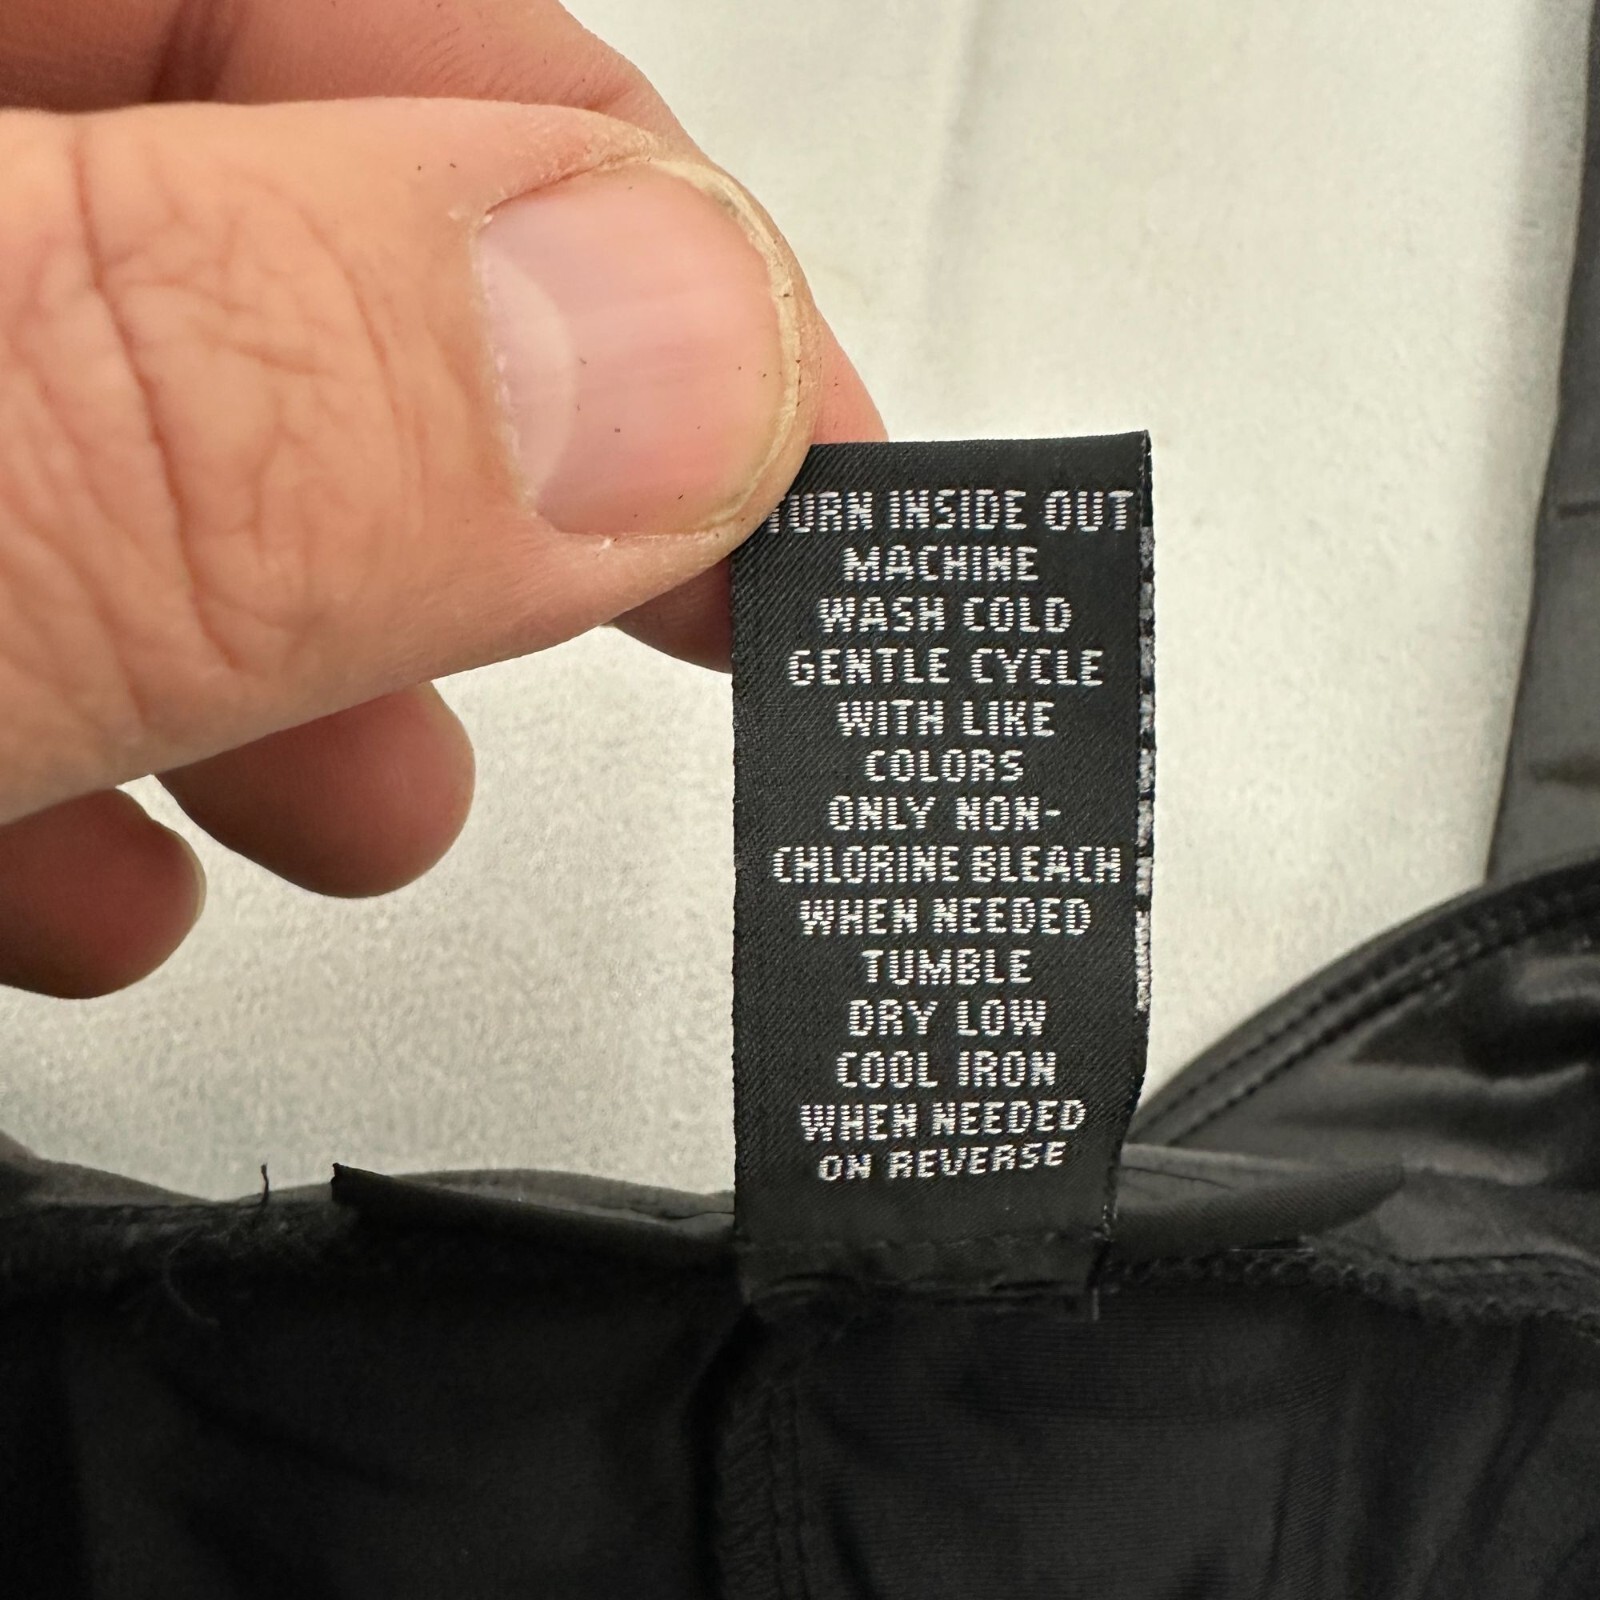 TURN INSIDE OUT
MACHINE
WASH COLD
GENTLE CYCLE
WITH LIKE
COLORS
ONLY NON-
CHLORINE BLEACH
WHEN NEEDED
TUMBLE
DRY LOW
COOL IRON
WHEN NEEDED
ON REVERSE